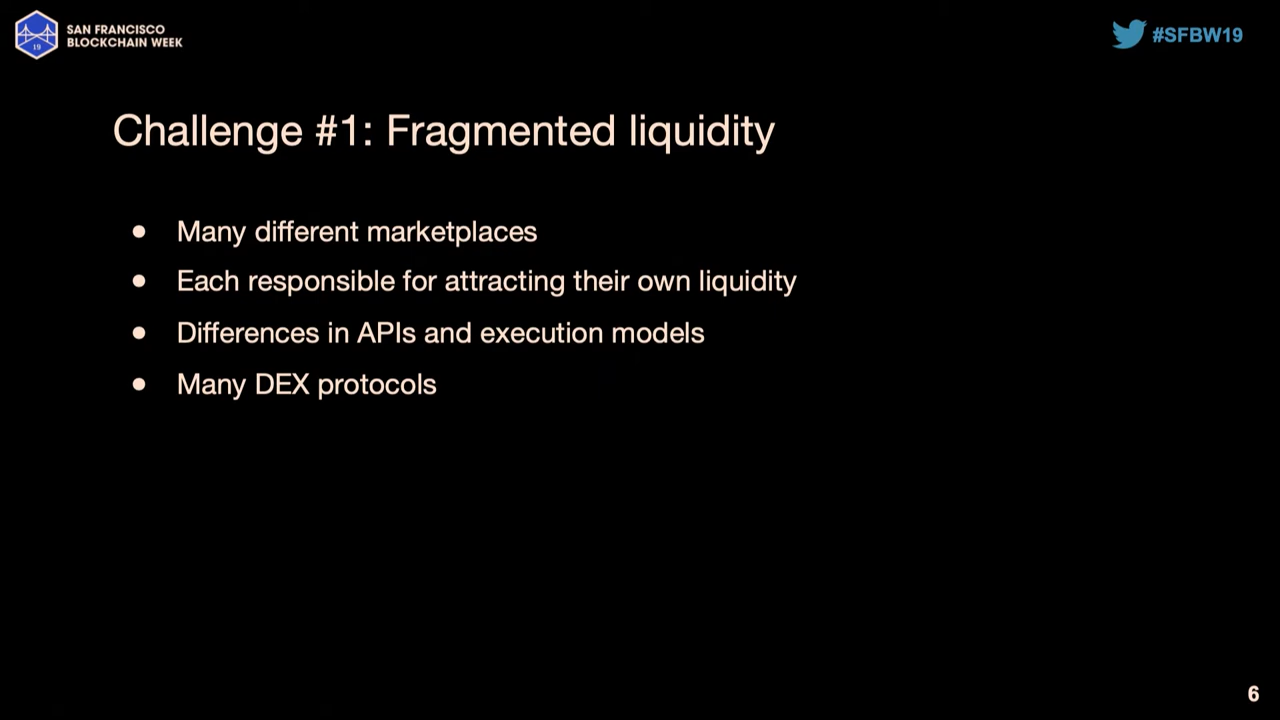 SAN FRANCISCO
BLOCKCHAIN WEEK
19
#SFBW19
Challenge #1: Fragmented liquidity
● Many different marketplaces
● Each responsible for attracting their own liquidity
● Differences in APIs and execution models
● Many DEX protocols
6